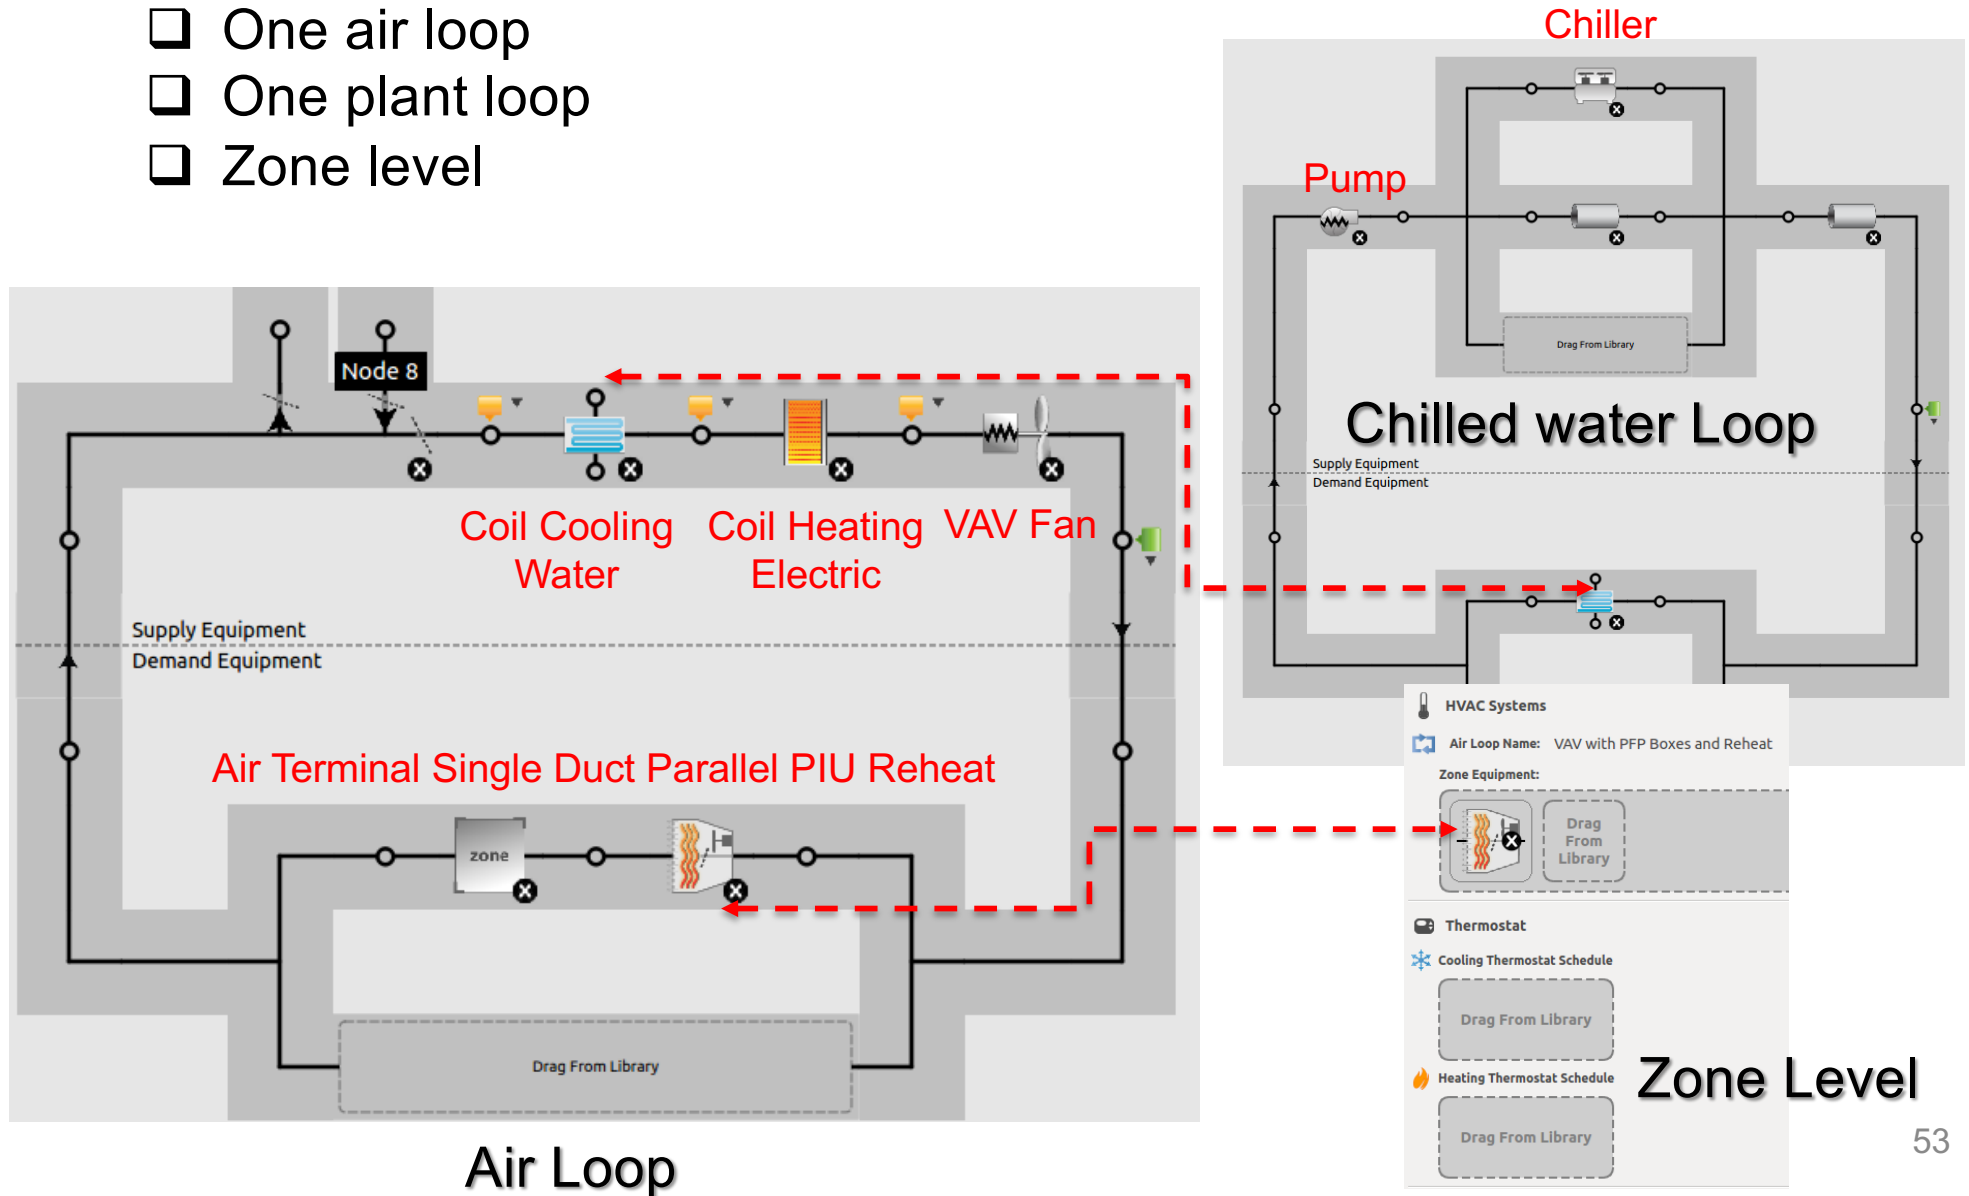 One air loop
One plant loop
Zone level
Chiller
Pump
Drag From Library
Chilled water Loop
Supply Equipment
Demand Equipment
Node 8
Coil Cooling
Water
Coil Heating
Electric
VAV Fan
Supply Equipment
Demand Equipment
Air Terminal Single Duct Parallel PIU Reheat
zone
Drag From Library
Air Loop
HVAC Systems
Air Loop Name: VAV with PFP Boxes and Reheat
Zone Equipment:
Drag
From
Library
Thermostat
Cooling Thermostat Schedule
Drag From Library
Heating Thermostat Schedule
Drag From Library
Zone Level
53